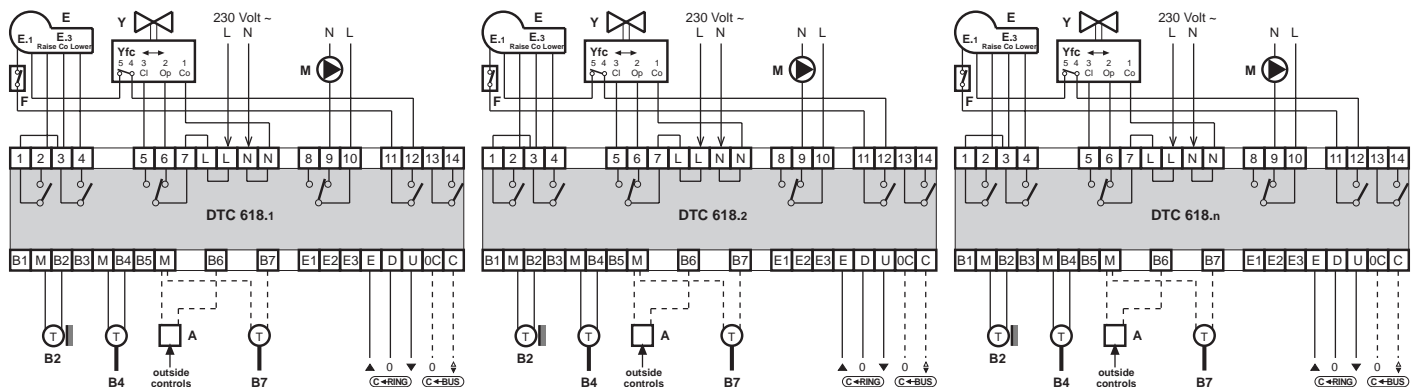 E Y 230 Volt ~
E.1 E.3 L N N L
Raise Co Lower Yfc
5 4 3 2 1
Cl Op Co M
F
1 2 3 4 5 6 7 L L N N 8 9 10 11 12 13 14
DTC 618.1
B1 M B2 B3 M B4 B5 M B6 B7 E1 E2 E3 E D U 0C C
T T A T 0
B2 outside controls C RING C BUS
B4 B7
E Y 230 Volt ~
E.1 E.3 L N N L
Raise Co Lower Yfc
5 4 3 2 1
Cl Op Co M
F
1 2 3 4 5 6 7 L L N N 8 9 10 11 12 13 14
DTC 618.2
B1 M B2 B3 M B4 B5 M B6 B7 E1 E2 E3 E D U 0C C
T T A T 0
B2 outside controls C RING C BUS
B4 B7
E Y 230 Volt ~
E.1 E.3 L N N L
Raise Co Lower Yfc
5 4 3 2 1
Cl Op Co M
F
1 2 3 4 5 6 7 L L N N 8 9 10 11 12 13 14
DTC 618.n
B1 M B2 B3 M B4 B5 M B6 B7 E1 E2 E3 E D U 0C C
T T A T 0
B2 outside controls C RING C BUS
B4 B7